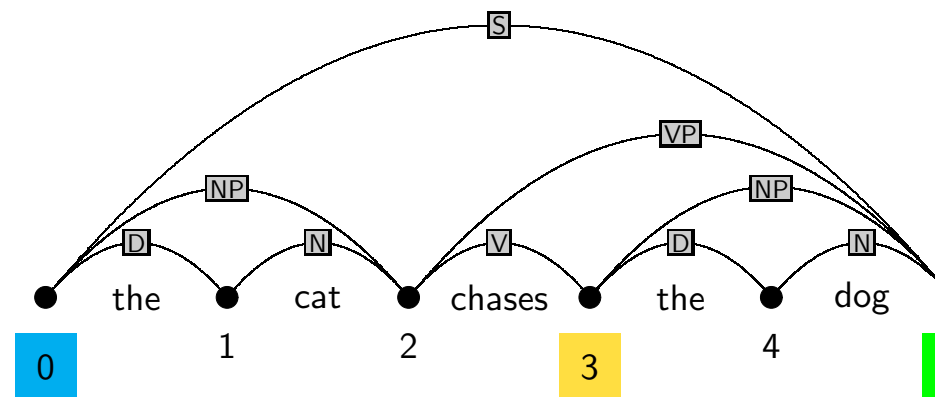 S
VP
NP NP
D N V D N
the cat chases the dog
0 1 2 3 4